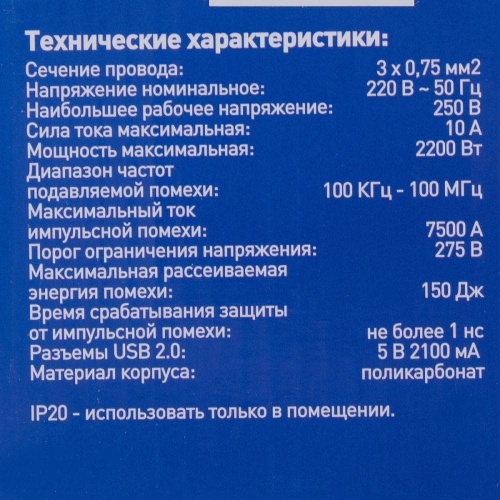 Технические характеристики:
Сечение провода: 3 x 0,75 мм2
Напряжение номинальное: 220 В ~ 50 Гц
Наибольшее рабочее напряжение: 250 В
Сила тока максимальная: 10 А
Мощность максимальная: 2200 Вт
Диапазон частот
подавляемой помехи: 100 КГц - 100 МГц
Максимальный ток
импульсной помехи: 7500 А
Порог ограничения напряжения: 275 В
Максимальная рассеиваемая
энергия помехи: 150 Дж
Время срабатывания защиты
от импульсной помехи: не более 1 нс
Разъемы USB 2.0: 5 В 2100 мА
Материал корпуса: поликарбонат
IP20 - использовать только в помещении.